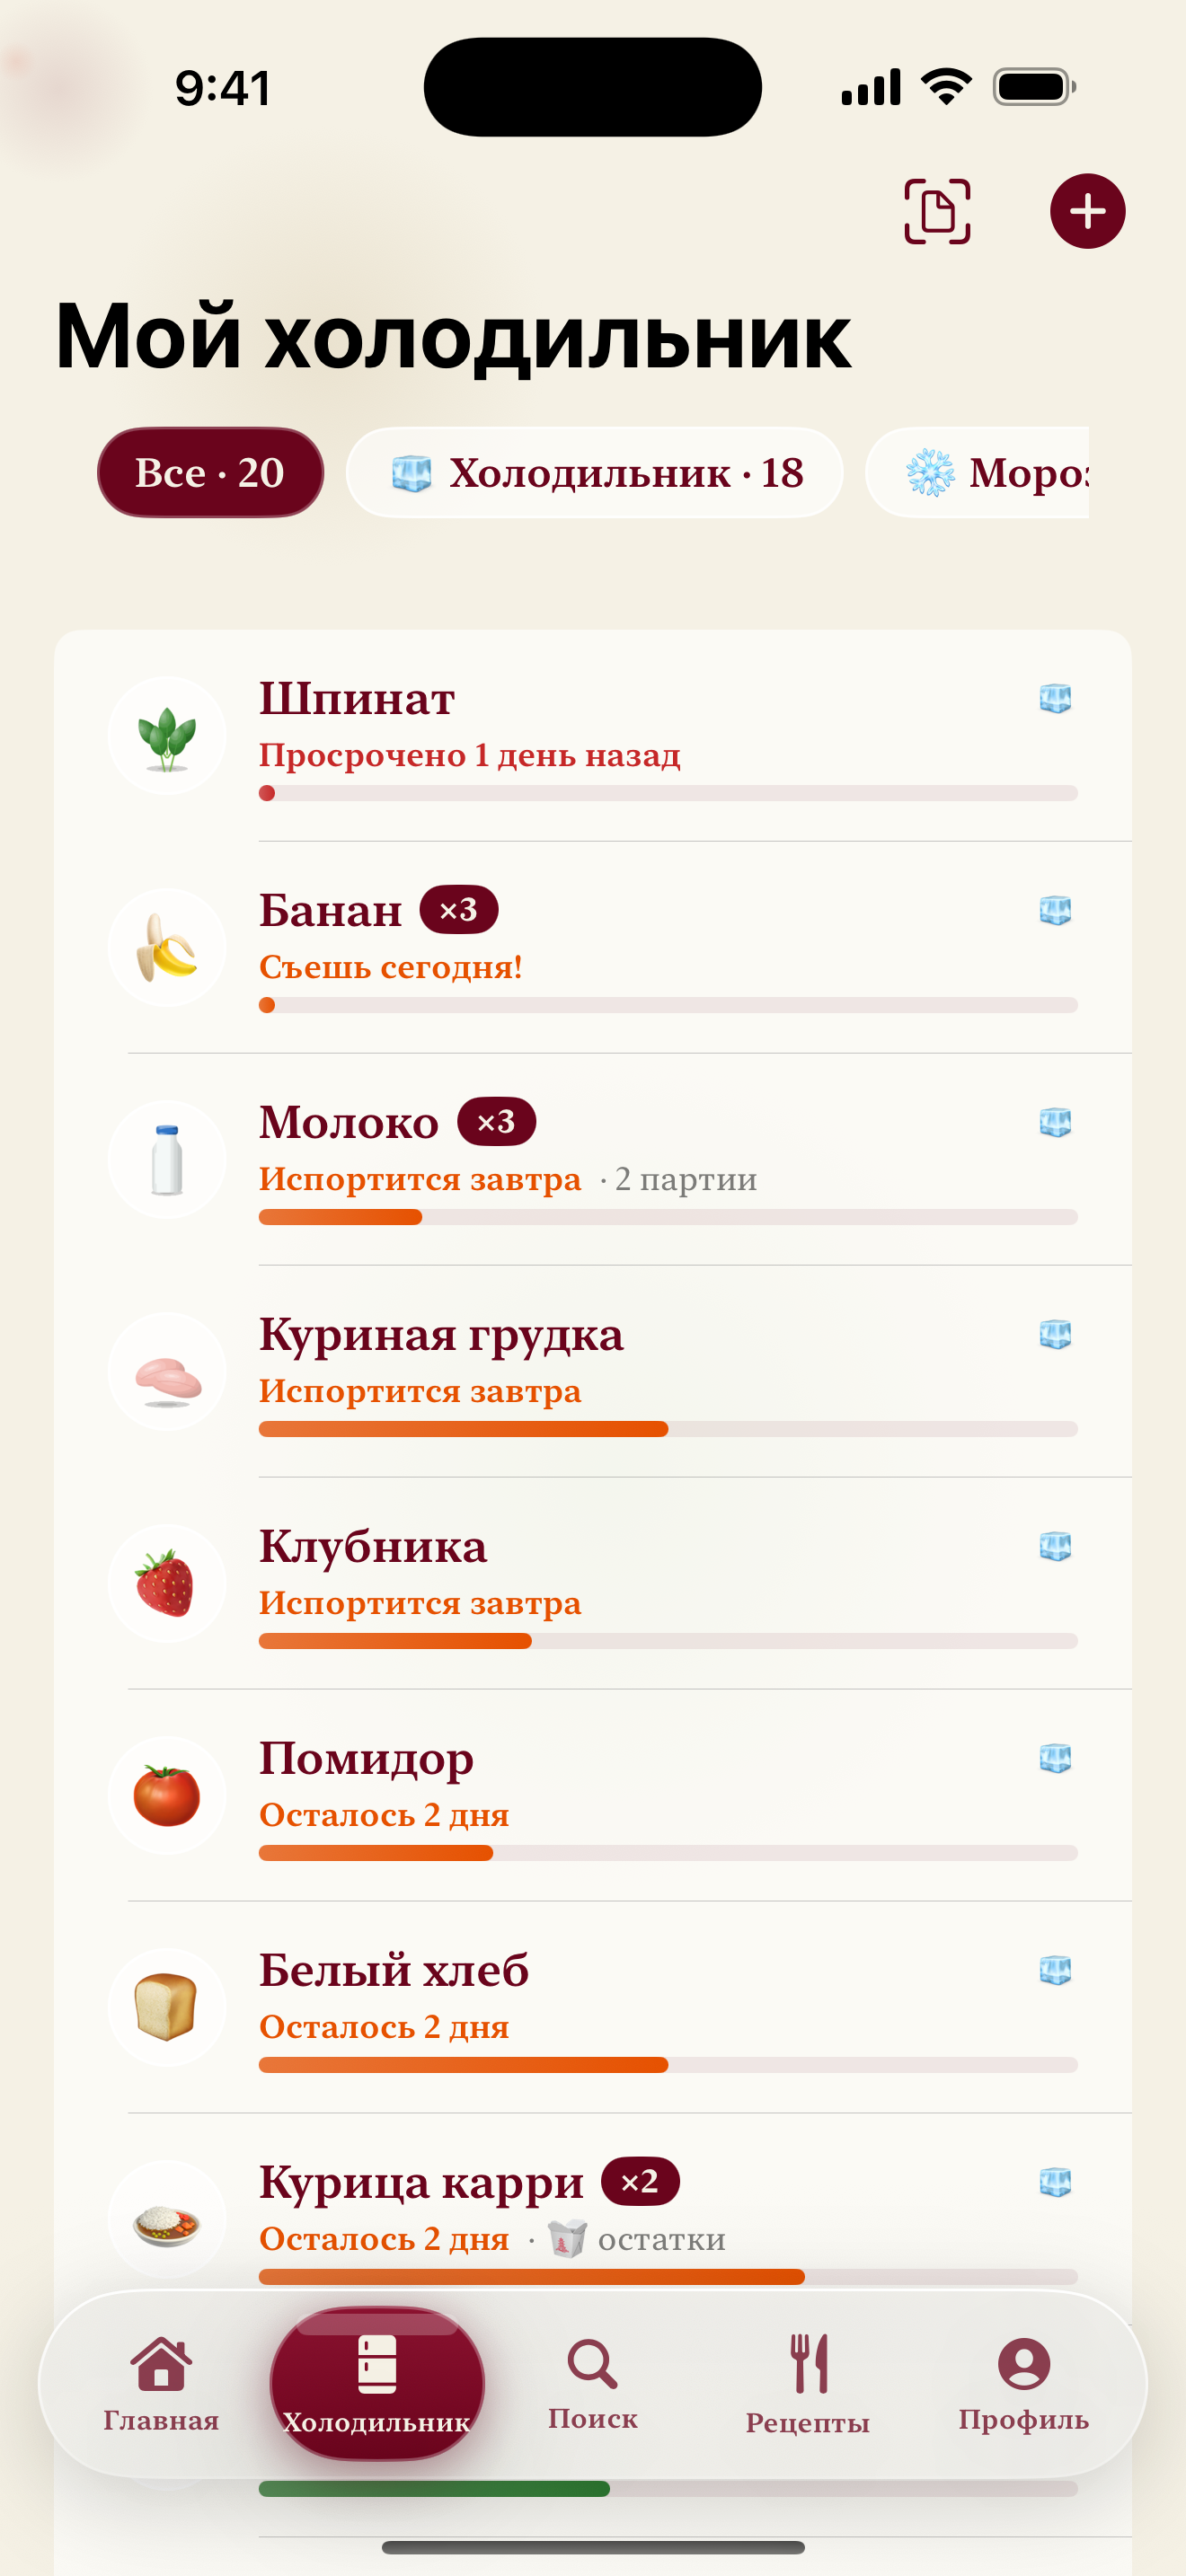 9:41
Мой холодильник
Все · 20
Холодильник · 18
Шпинат
Просрочено 1 день назад
Банан ×3
Съешь сегодня!
Молоко ×3
Испортится завтра · 2 партии
Куриная грудка
Испортится завтра
Клубника
Испортится завтра
Помидор
Осталось 2 дня
Белый хлеб
Осталось 2 дня
Курица карри ×2
Осталось 2 дня · остатки
Главная
Холодильник
Поиск
Рецепты
Профиль